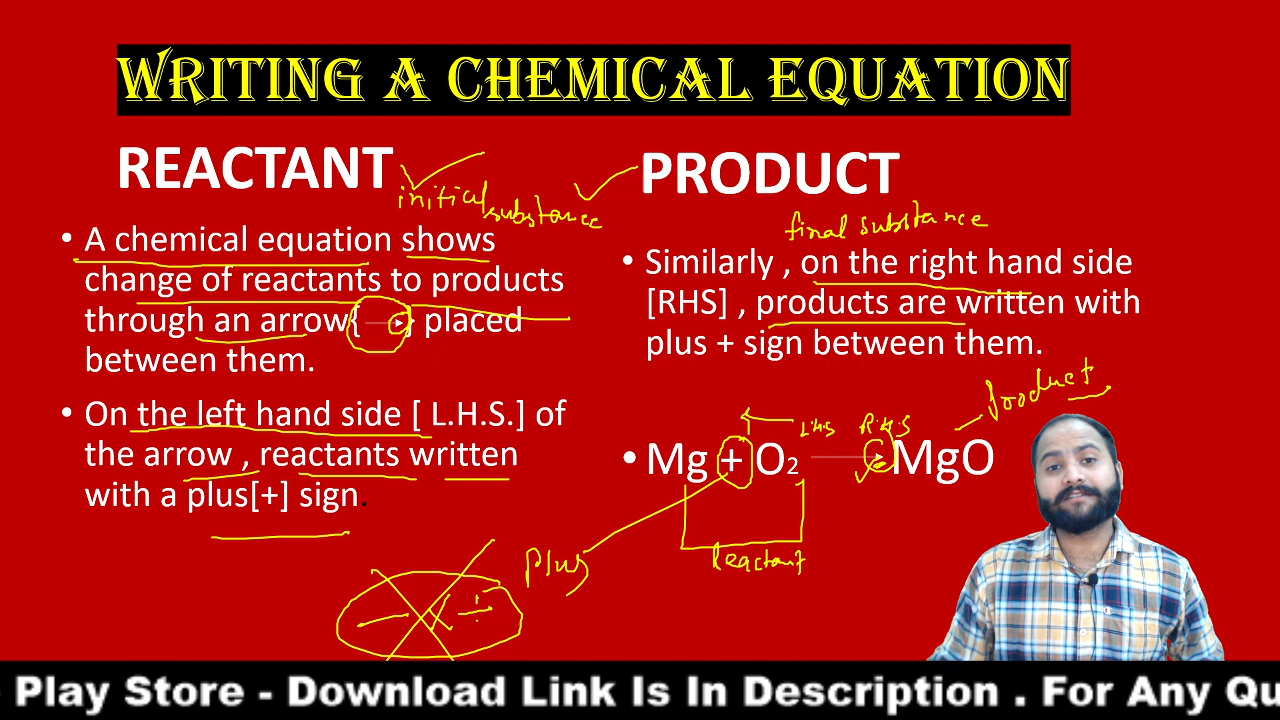 WRITING A CHEMICAL EQUATION
REACTANT
initial substance
• A chemical equation shows
change of reactants to products
through an arrow{ → } placed
between them.
• On the left hand side [ L.H.S.] of
the arrow , reactants written
with a plus[+] sign.
PRODUCT
final substance
• Similarly , on the right hand side
[RHS] , products are written with
plus + sign between them.
Product
L.H.S R.H.S
• Mg + O₂ → MgO
Reactant
Plus
— × ÷
Play Store - Download Link Is In Description . For Any Qu